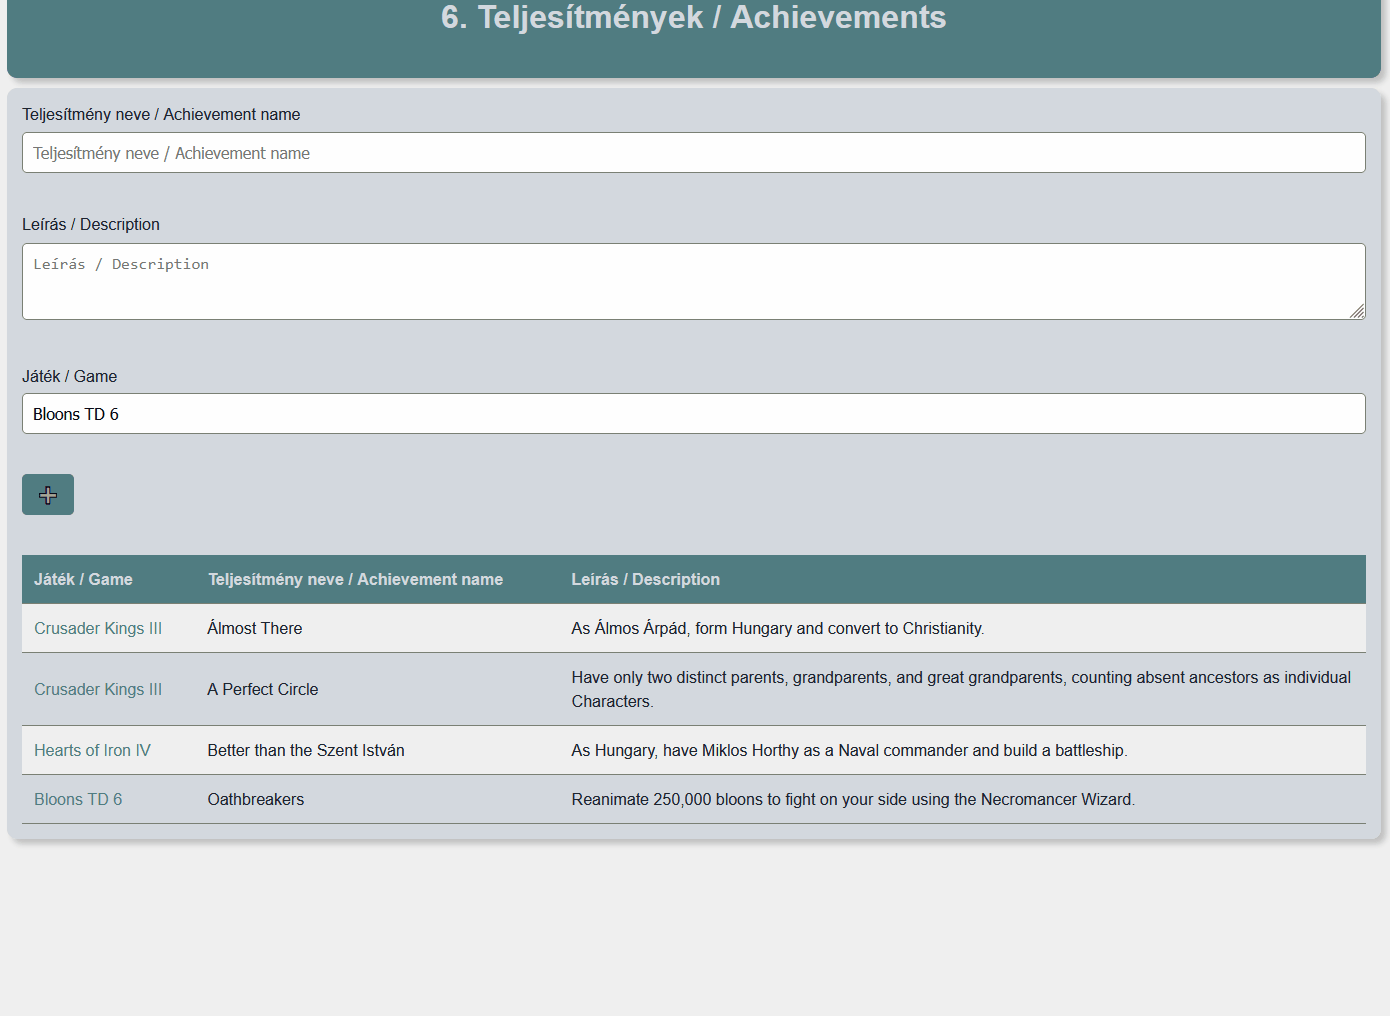 6. Teljesítmények / Achievements
Teljesítmény neve / Achievement name
Teljesítmény neve / Achievement name
Leírás / Description
Leírás / Description
Játék / Game
Bloons TD 6
Játék / Game Teljesítmény neve / Achievement name Leírás / Description
Crusader Kings III Álmost There As Álmos Árpád, form Hungary and convert to Christianity.
Crusader Kings III A Perfect Circle Have only two distinct parents, grandparents, and great grandparents, counting absent ancestors as individual
Characters.
Hearts of Iron IV Better than the Szent István As Hungary, have Miklos Horthy as a Naval commander and build a battleship.
Bloons TD 6 Oathbreakers Reanimate 250,000 bloons to fight on your side using the Necromancer Wizard.